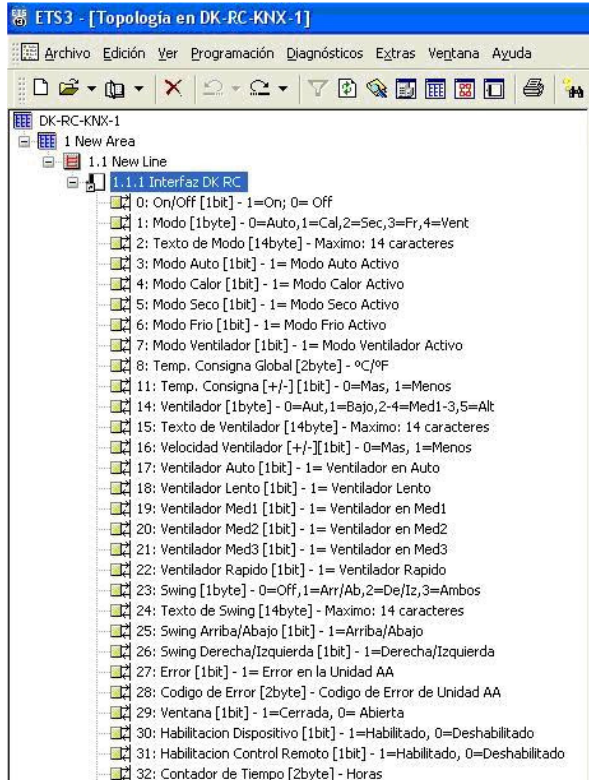 ETS3 - [Topología en DK-RC-KNX-1]
Archivo Edición Ver Programación Diagnósticos Extras Ventana Ayuda
DK-RC-KNX-1
1 New Area
1.1 New Line
1.1.1 Interfaz DK RC
0: On/Off [1bit] - 1=On; 0= Off
1: Modo [1byte] - 0=Auto,1=Cal,2=Sec,3=Fr,4=Vent
2: Texto de Modo [14byte] - Maximo: 14 caracteres
3: Modo Auto [1bit] - 1= Modo Auto Activo
4: Modo Calor [1bit] - 1= Modo Calor Activo
5: Modo Seco [1bit] - 1= Modo Seco Activo
6: Modo Frio [1bit] - 1= Modo Frio Activo
7: Modo Ventilador [1bit] - 1= Modo Ventilador Activo
8: Temp. Consigna Global [2byte] - ºC/ºF
11: Temp. Consigna [+/-] [1bit] - 0=Mas, 1=Menos
14: Ventilador [1byte] - 0=Aut,1=Bajo,2-4=Med1-3,5=Alt
15: Texto de Ventilador [14byte] - Maximo: 14 caracteres
16: Velocidad Ventilador [+/-][1bit] - 0=Mas, 1=Menos
17: Ventilador Auto [1bit] - 1= Ventilador en Auto
18: Ventilador Lento [1bit] - 1= Ventilador Lento
19: Ventilador Med1 [1bit] - 1= Ventilador en Med1
20: Ventilador Med2 [1bit] - 1= Ventilador en Med2
21: Ventilador Med3 [1bit] - 1= Ventilador en Med3
22: Ventilador Rapido [1bit] - 1= Ventilador Rapido
23: Swing [1byte] - 0=Off,1=Arr/Ab,2=De/Iz,3=Ambos
24: Texto de Swing [14byte] - Maximo: 14 caracteres
25: Swing Arriba/Abajo [1bit] - 1=Arriba/Abajo
26: Swing Derecha/Izquierda [1bit] - 1=Derecha/Izquierda
27: Error [1bit] - 1= Error en la Unidad AA
28: Codigo de Error [2byte] - Codigo de Error de Unidad AA
29: Ventana [1bit] - 1=Cerrada, 0= Abierta
30: Habilitacion Dispositivo [1bit] - 1=Habilitado, 0=Deshabilitado
31: Habilitacion Control Remoto [1bit] - 1=Habilitado, 0=Deshabilitado
32: Contador de Tiempo [2byte] - Horas